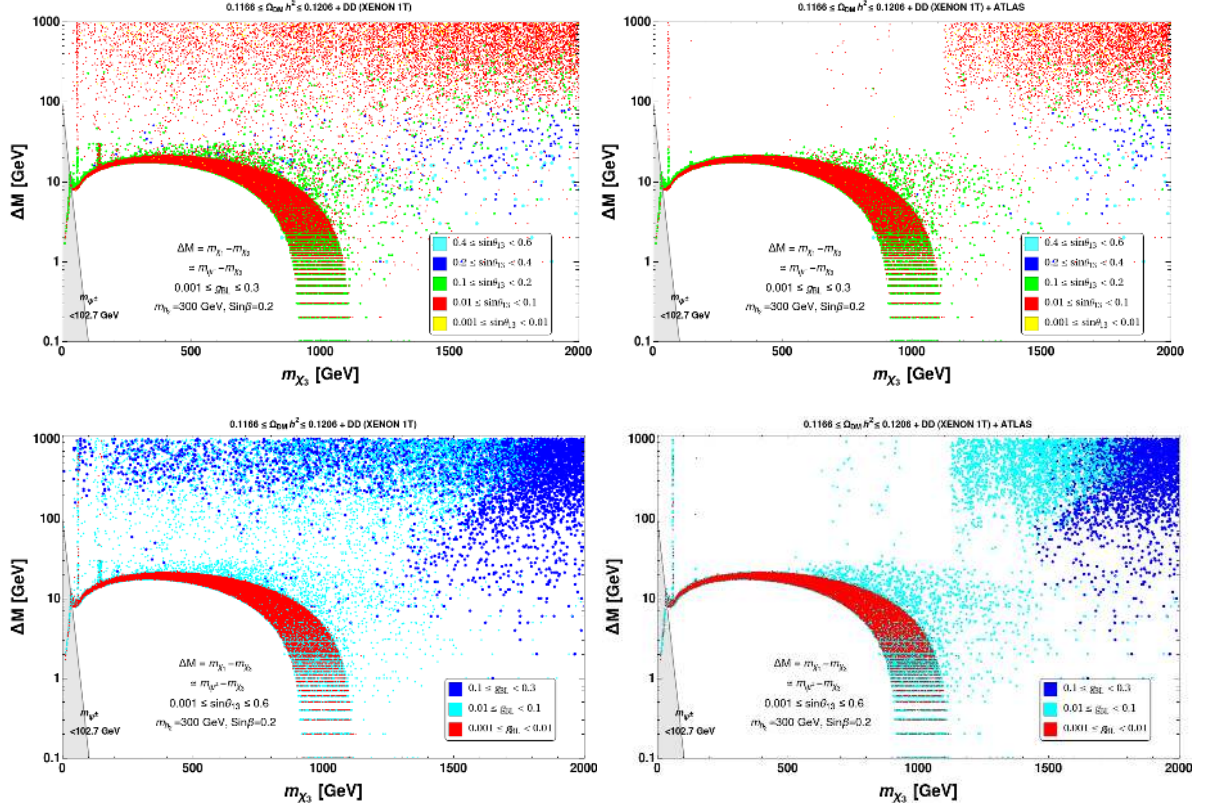 0.1166 ≤ Ω_DM h² ≤ 0.1206 + DD (XENON 1T)
1000
100
10
1
0.1
ΔM [GeV]
ΔM = m_χ₁ − m_χ₃
≃ m_ψ± − m_χ₃
0.001 ≤ g_BL ≤ 0.3
m_h₂ =300 GeV, Sinβ=0.2
m_ψ±
<102.7 GeV
0.4 ≤ sinθ₁₃ < 0.6
0.2 ≤ sinθ₁₃ < 0.4
0.1 ≤ sinθ₁₃ < 0.2
0.01 ≤ sinθ₁₃ < 0.1
0.001 ≤ sinθ₁₃ < 0.01
0 500 1000 1500 2000
m_χ₃ [GeV]
0.1166 ≤ Ω_DM h² ≤ 0.1206 + DD (XENON 1T) + ATLAS
1000
100
10
1
0.1
ΔM [GeV]
ΔM = m_χ₁ − m_χ₃
≃ m_ψ± − m_χ₃
0.001 ≤ g_BL ≤ 0.3
m_h₂ =300 GeV, Sinβ=0.2
m_ψ±
<102.7 GeV
0.4 ≤ sinθ₁₃ < 0.6
0.2 ≤ sinθ₁₃ < 0.4
0.1 ≤ sinθ₁₃ < 0.2
0.01 ≤ sinθ₁₃ < 0.1
0.001 ≤ sinθ₁₃ < 0.01
0 500 1000 1500 2000
m_χ₃ [GeV]
0.1166 ≤ Ω_DM h² ≤ 0.1206 + DD (XENON 1T)
1000
100
10
1
0.1
ΔM [GeV]
ΔM = m_χ₁ − m_χ₃
≃ m_ψ± − m_χ₃
0.001 ≤ sinθ₁₃ ≤ 0.6
m_h₂ =300 GeV, Sinβ=0.2
m_ψ±
<102.7 GeV
0.1 ≤ g_BL < 0.3
0.01 ≤ g_BL < 0.1
0.001 ≤ g_BL < 0.01
0 500 1000 1500 2000
m_χ₃ [GeV]
0.1166 ≤ Ω_DM h² ≤ 0.1206 + DD (XENON 1T) + ATLAS
1000
100
10
1
0.1
ΔM [GeV]
ΔM = m_χ₁ − m_χ₃
≃ m_ψ± − m_χ₃
0.001 ≤ sinθ₁₃ ≤ 0.6
m_h₂ =300 GeV, Sinβ=0.2
m_ψ±
<102.7 GeV
0.1 ≤ g_BL < 0.3
0.01 ≤ g_BL < 0.1
0.001 ≤ g_BL < 0.01
0 500 1000 1500 2000
m_χ₃ [GeV]